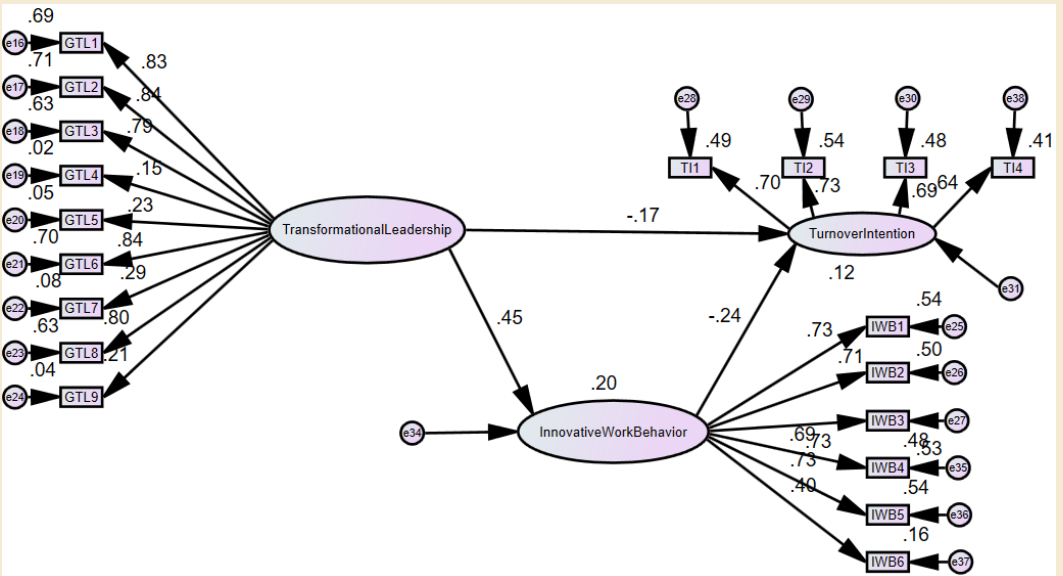 .69
e16 GTL1
.71
.83
e17 GTL2
.63
.84
e18 GTL3
.02
.79
e19 GTL4
.05
.15
e20 GTL5
.70
.23
e21 GTL6
.08
.84
e22 GTL7
.63
.29
e23 GTL8
.04
.80
e24 GTL9
.21
TransformationalLeadership
-.17
.45
e28 e29 e30 e38
.49 .54 .48 .41
TI1 TI2 TI3 TI4
.70 .73 .69 .64
TurnoverIntention
.12
e31
-.24
.20
e34 InnovativeWorkBehavior
.54
.73 IWB1 e25
.50
.71 IWB2 e26
IWB3 e27
.69 .48
.73 .53
IWB4 e35
.73 .54
IWB5 e36
.40 .16
IWB6 e37